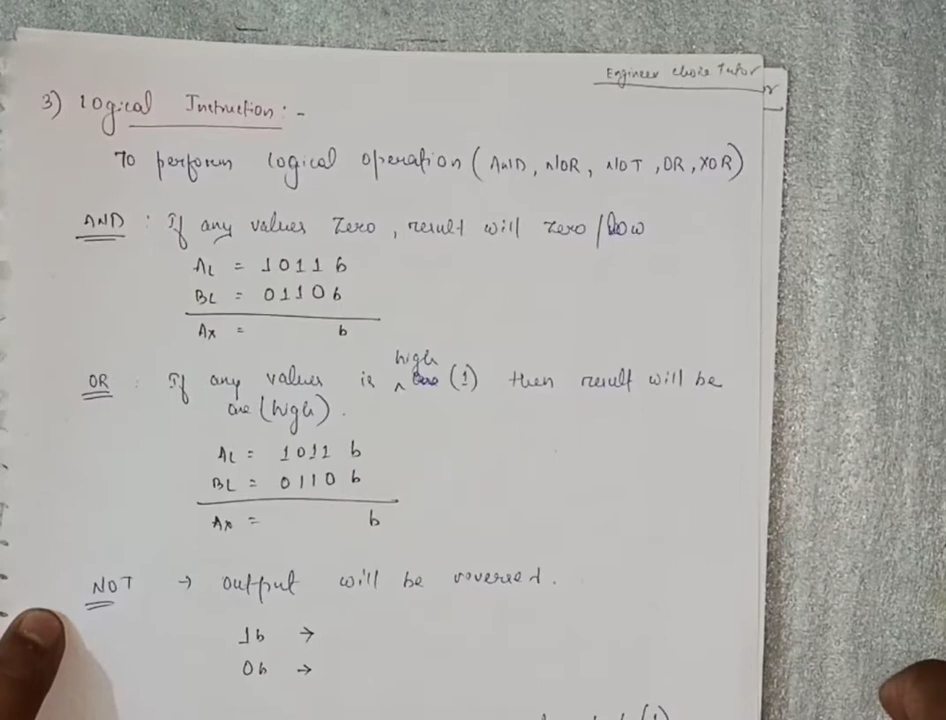 Engineer choice Tutor
3) Logical Instruction :-
To perform logical operation ( AND, NOR, NOT, OR, XOR)
AND : If any values Zero, result will zero / low
AL = 1011 b
BL = 0110 b
Ax = b
high
OR : If any values is ^ (1) then result will be
one (high).
AL = 1011 b
BL = 0110 b
Ax = b
NOT → output will be reversed.
1b →
0b →